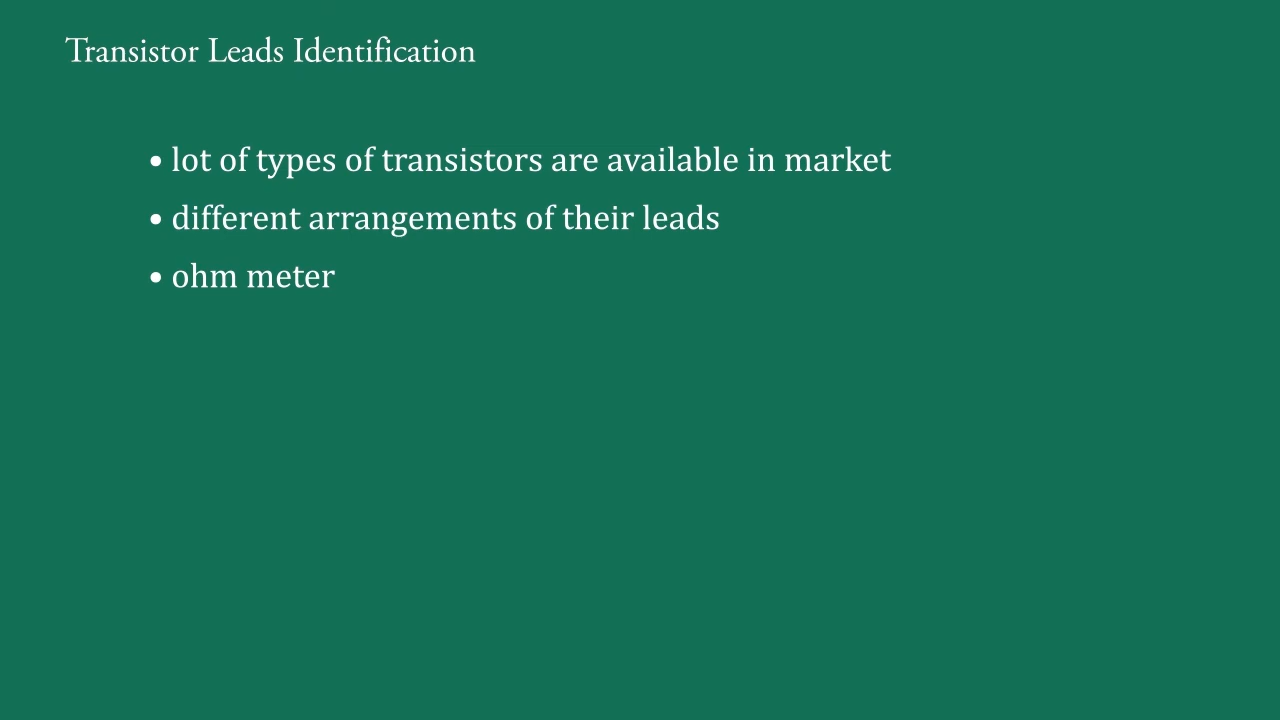 Transistor Leads Identification
• lot of types of transistors are available in market
• different arrangements of their leads
• ohm meter